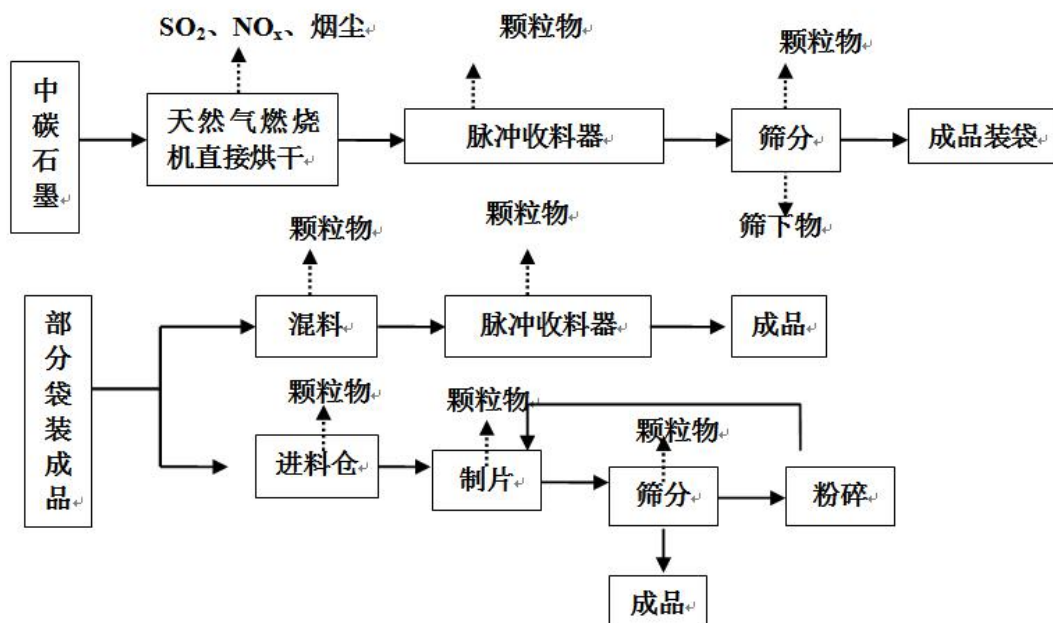 SO₂、NOₓ、烟尘
颗粒物
颗粒物
中碳石墨
天然气燃烧
机直接烘干
脉冲收料器
筛分
成品装袋
筛下物
颗粒物
颗粒物
部分袋装成品
混料
脉冲收料器
成品
颗粒物
颗粒物
颗粒物
进料仓
制片
筛分
粉碎
成品